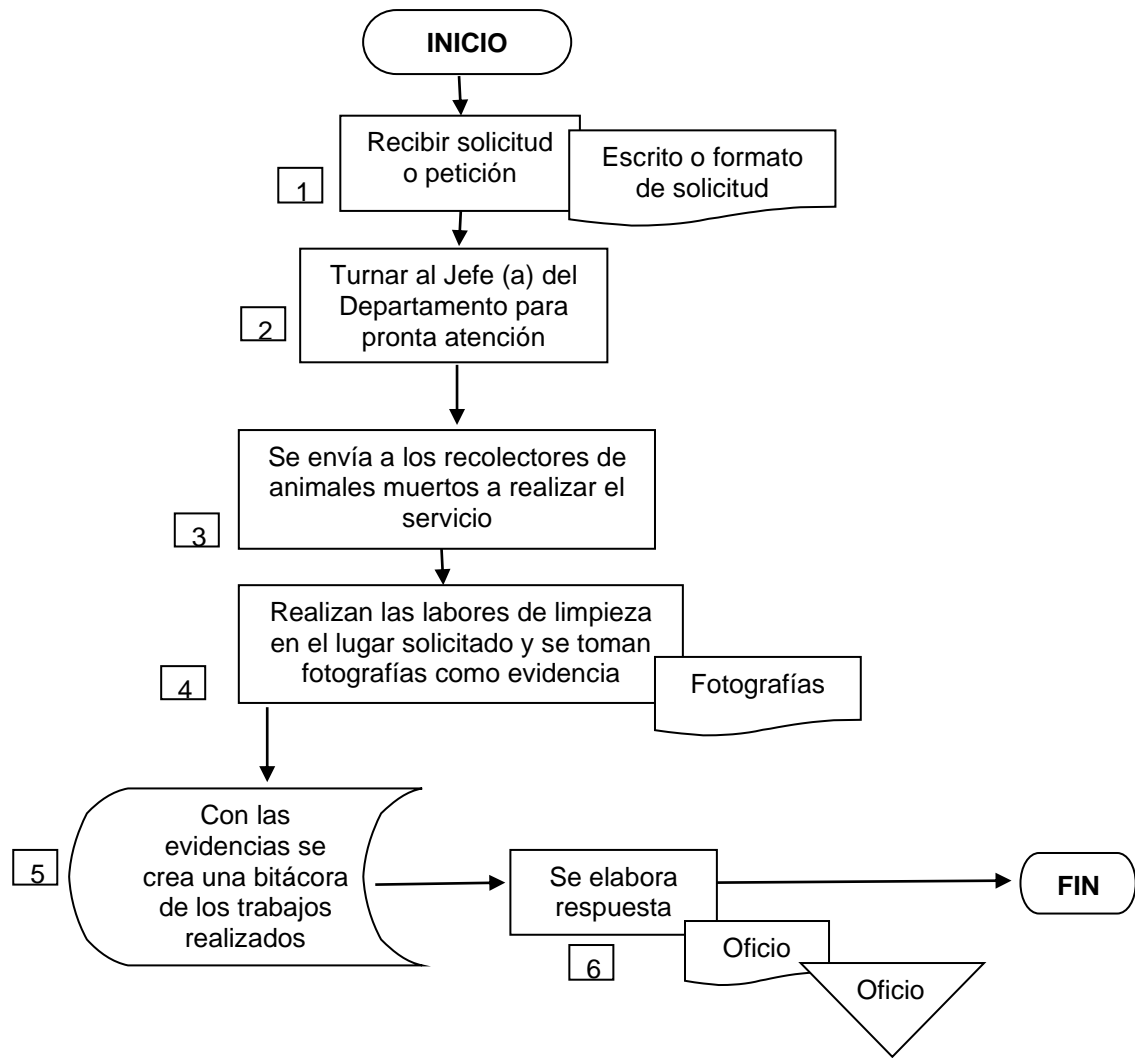 INICIO
Recibir solicitud
o petición
Escrito o formato
de solicitud
1
Turnar al Jefe (a) del
Departamento para
pronta atención
2
Se envía a los recolectores de
animales muertos a realizar el
servicio
3
Realizan las labores de limpieza
en el lugar solicitado y se toman
fotografías como evidencia
Fotografías
4
Con las
evidencias se
crea una bitácora
de los trabajos
realizados
5
Se elabora
respuesta
6
Oficio
Oficio
FIN